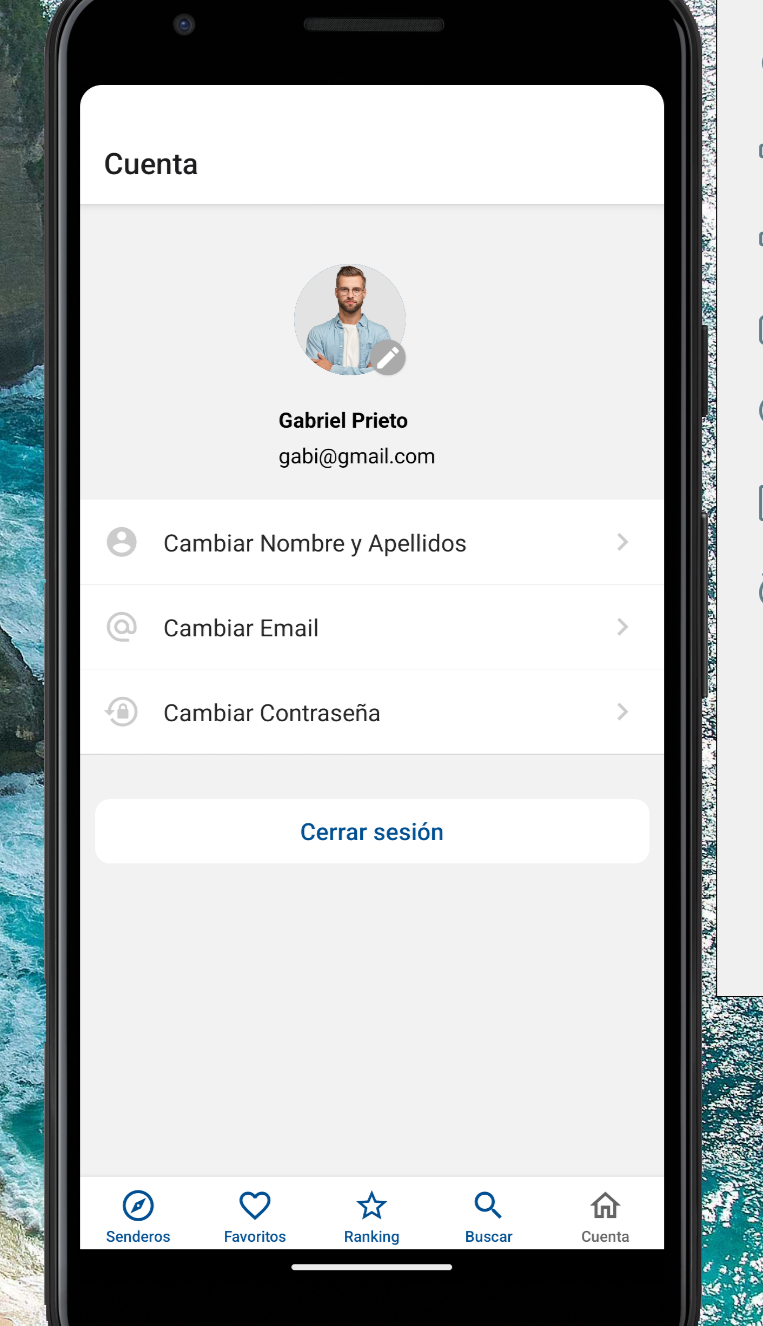 Cuenta
Gabriel Prieto
gabi@gmail.com
Cambiar Nombre y Apellidos
Cambiar Email
Cambiar Contraseña
Cerrar sesión
Senderos
Favoritos
Ranking
Buscar
Cuenta